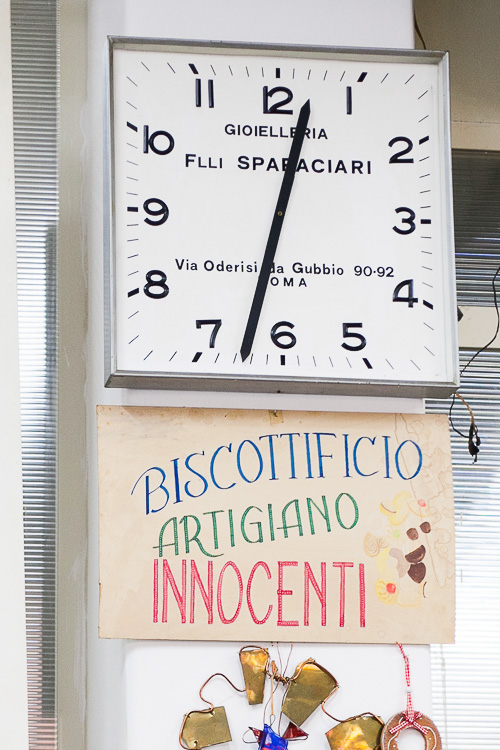 11 12 1
10 2
9 3
8 4
7 6 5
GIOIELLERIA
FLLI SPARACIARI
Via Oderisi da Gubbio 90-92
ROMA
BISCOTTIFICIO
ARTIGIANO
INNOCENTI